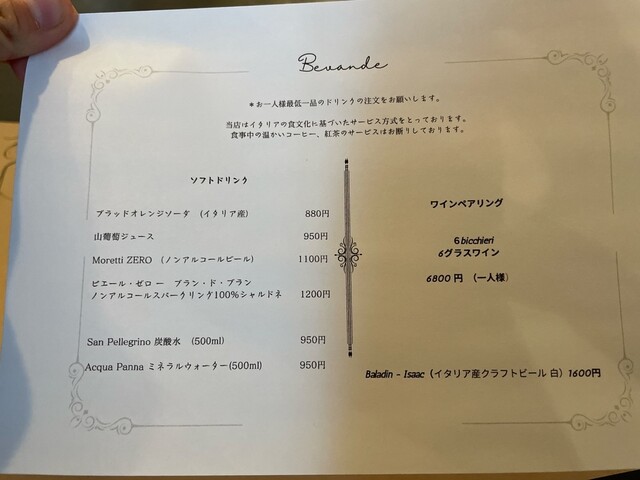 Bevande
＊お一人様最低一品のドリンクの注文をお願いします。
当店はイタリアの食文化に基づいたサービス方式をとっております。
食事中の温かいコーヒー、紅茶のサービスはお断りしております。
ソフトドリンク
ブラッドオレンジソーダ （イタリア産） 880円
山葡萄ジュース 950円
Moretti ZERO （ノンアルコールビール） 1100円
ピエール・ゼロ ー ブラン・ド・ブラン
ノンアルコールスパークリング100％シャルドネ 1200円
San Pellegrino 炭酸水 （500ml） 950円
Acqua Panna ミネラルウォーター(500ml) 950円
ワインペアリング
6 bicchieri
6グラスワイン
6800 円 （一人様）
Baladin - Isaac（イタリア産クラフトビール 白）1600円